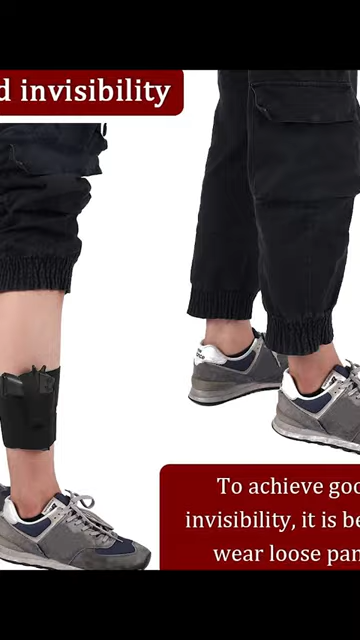 d invisibility
To achieve goo
invisibility, it is be
wear loose pan